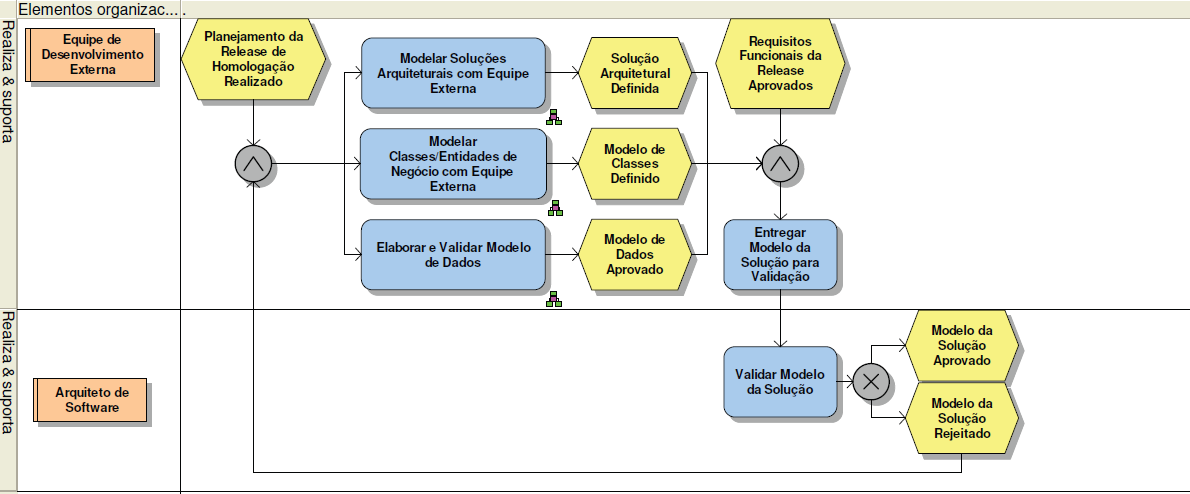 Elementos organizac... .
Realiza & suporta
Equipe de
Desenvolvimento
Externa
Planejamento da
Release de
Homologação
Realizado
Modelar Soluções
Arquiteturais com Equipe
Externa
Solução
Arquitetural
Definida
Requisitos
Funcionais da
Release
Aprovados
Modelar
Classes/Entidades de
Negócio com Equipe
Externa
Modelo de
Classes
Definido
Elaborar e Validar Modelo
de Dados
Modelo de
Dados
Aprovado
Entregar
Modelo da
Solução para
Validação
Realiza & suporta
Arquiteto de
Software
Validar Modelo
da Solução
Modelo da
Solução
Aprovado
Modelo da
Solução
Rejeitado